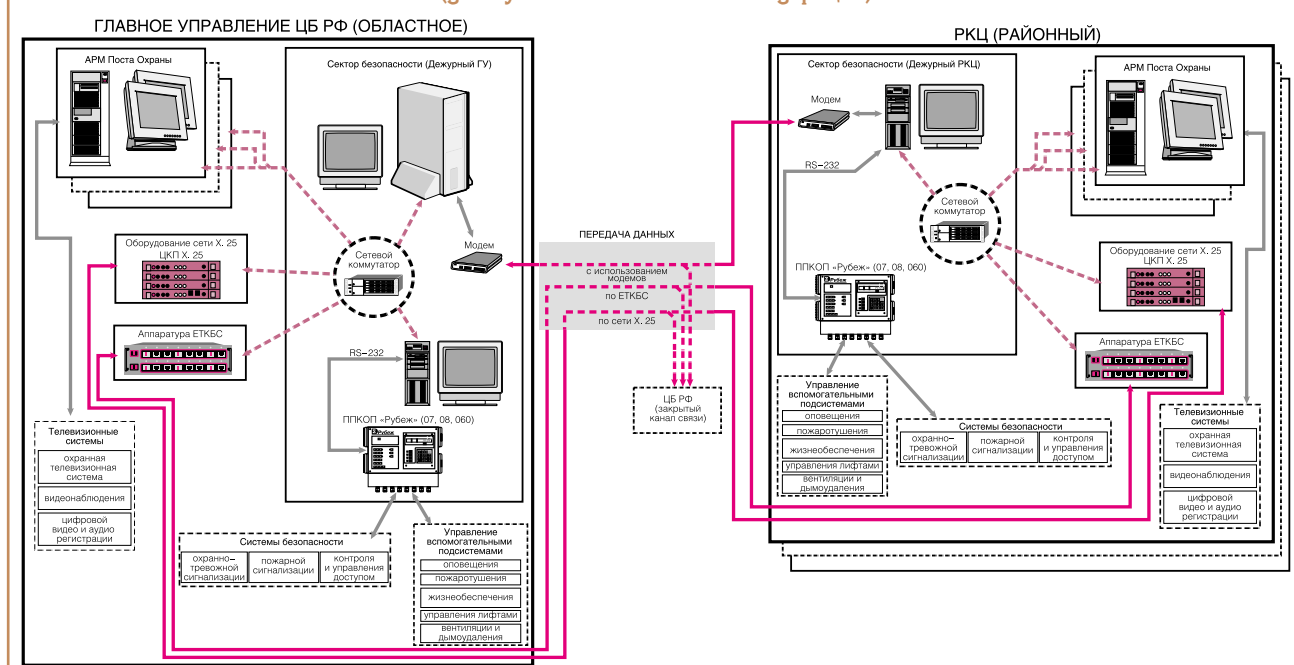 ГЛАВНОЕ УПРАВЛЕНИЕ ЦБ РФ (ОБЛАСТНОЕ)
АРМ Поста Охраны
Сектор безопасности (Дежурный ГУ)
Модем
Оборудование сети X. 25
ЦКП X. 25
Сетевой
коммутатор
Аппаратура ЕТКБС
RS–232
ППКОП «Рубеж» (07, 08, 060)
Рубеж
Телевизионные
системы
охранная
телевизионная
система
видеонаблюдения
цифровой
видео и аудио
регистрации
Системы безопасности
охранно–
тревожной
сигнализации
пожарной
сигнализации
контроля
и управления
доступом
Управление
вспомогательными
подсистемами
оповещения
пожаротушения
жизнеобеспечения
управления лифтами
вентиляции и
дымоудаления
ПЕРЕДАЧА ДАННЫХ
с использованием
модемов
по ЕТКБС
по сети X. 25
ЦБ РФ
(закрытый
канал связи)
РКЦ (РАЙОННЫЙ)
Сектор безопасности (Дежурный РКЦ)
Модем
RS–232
АРМ Поста Охраны
Сетевой
коммутатор
Оборудование сети X. 25
ЦКП X. 25
ППКОП «Рубеж» (07, 08, 060)
Рубеж
Аппаратура ЕТКБС
Управление
вспомогательными
подсистемами
оповещения
пожаротушения
жизнеобеспечения
управления лифтами
вентиляции и
дымоудаления
Системы безопасности
охранно–
тревожной
сигнализации
пожарной
сигнализации
контроля
и управления
доступом
Телевизионные
системы
охранная
телевизионная
система
видеонаблюдения
цифровой
видео и аудио
регистрации